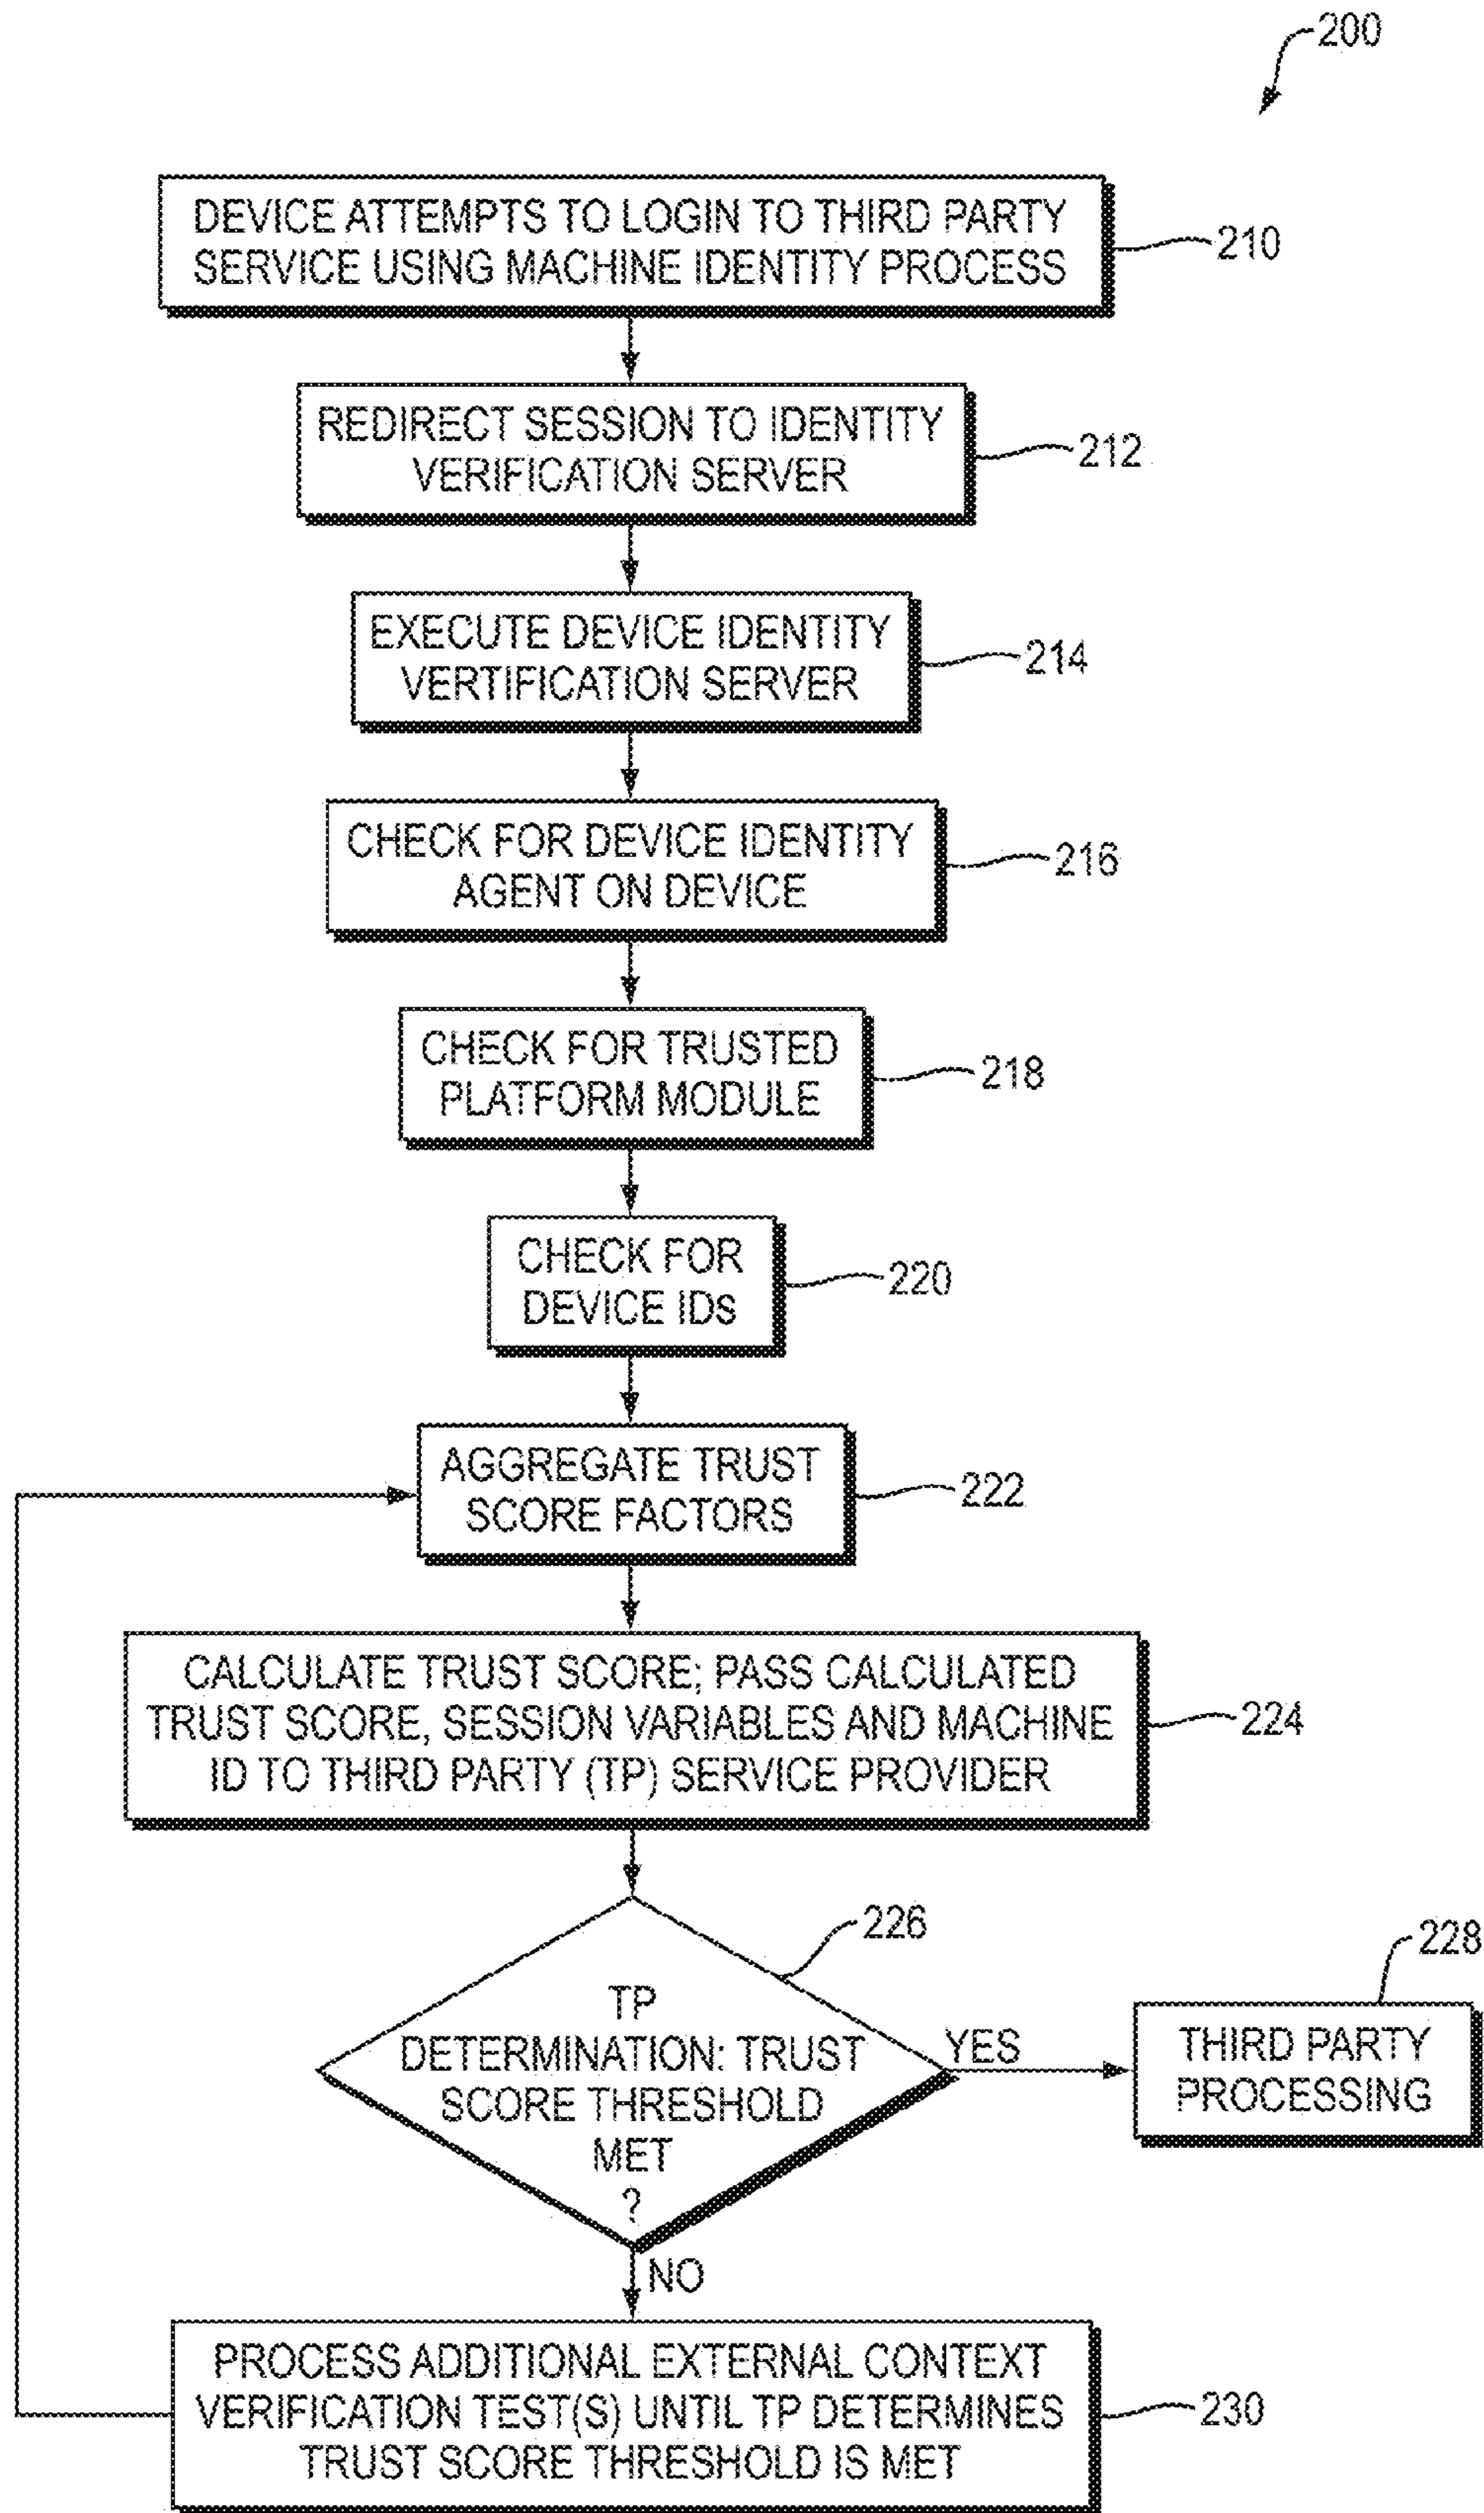 200
DEVICE ATTEMPTS TO LOGIN TO THIRD PARTY
SERVICE USING MACHINE IDENTITY PROCESS
210
REDIRECT SESSION TO IDENTITY
VERIFICATION SERVER
212
EXECUTE DEVICE IDENTITY
VERTIFICATION SERVER
214
CHECK FOR DEVICE IDENTITY
AGENT ON DEVICE
216
CHECK FOR TRUSTED
PLATFORM MODULE
218
CHECK FOR
DEVICE IDs
220
AGGREGATE TRUST
SCORE FACTORS
222
CALCULATE TRUST SCORE; PASS CALCULATED
TRUST SCORE, SESSION VARIABLES AND MACHINE
ID TO THIRD PARTY (TP) SERVICE PROVIDER
224
226
TP
DETERMINATION: TRUST
SCORE THRESHOLD
MET
?
YES
228
THIRD PARTY
PROCESSING
NO
PROCESS ADDITIONAL EXTERNAL CONTEXT
VERIFICATION TEST(S) UNTIL TP DETERMINES
TRUST SCORE THRESHOLD IS MET
230